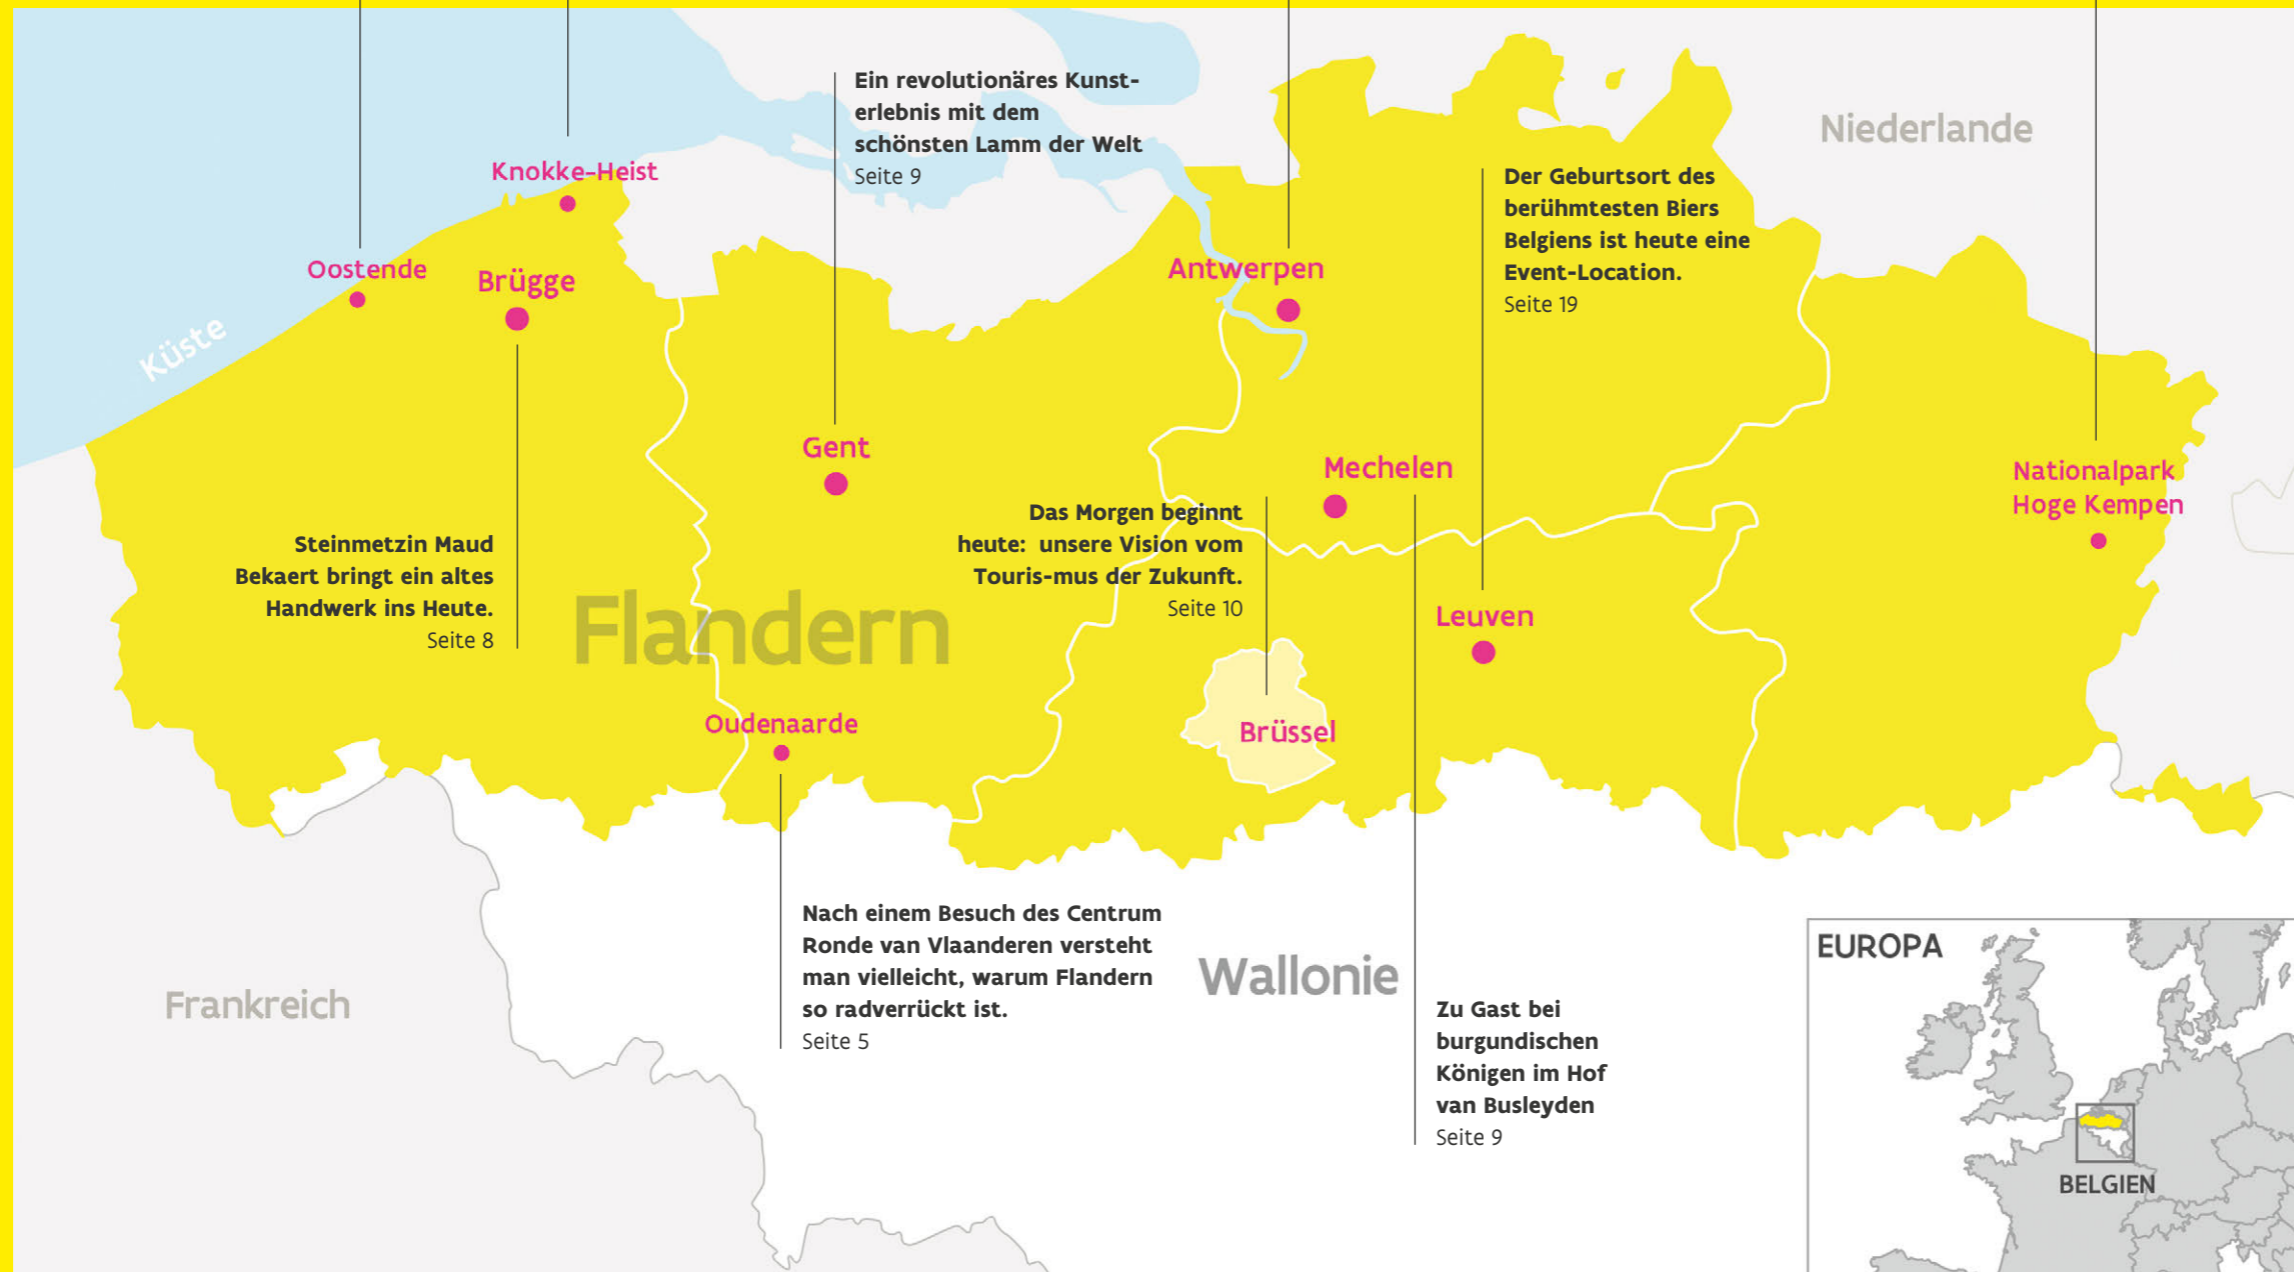 Ein revolutionäres Kunst-
erlebnis mit dem
schönsten Lamm der Welt
Seite 9
Niederlande
Knokke-Heist
Der Geburtsort des
berühmtesten Biers
Belgiens ist heute eine
Event-Location.
Seite 19
Oostende
Brügge
Antwerpen
Küste
Gent
Mechelen
Nationalpark
Hoge Kempen
Steinmetzin Maud
Bekaert bringt ein altes
Handwerk ins Heute.
Seite 8
Das Morgen beginnt
heute: unsere Vision vom
Touris-mus der Zukunft.
Seite 10
Flandern
Leuven
Oudenaarde
Brüssel
Nach einem Besuch des Centrum
Ronde van Vlaanderen versteht
man vielleicht, warum Flandern
so radverrückt ist.
Seite 5
Wallonie
Frankreich
Zu Gast bei
burgundischen
Königen im Hof
van Busleyden
Seite 9
EUROPA
BELGIEN